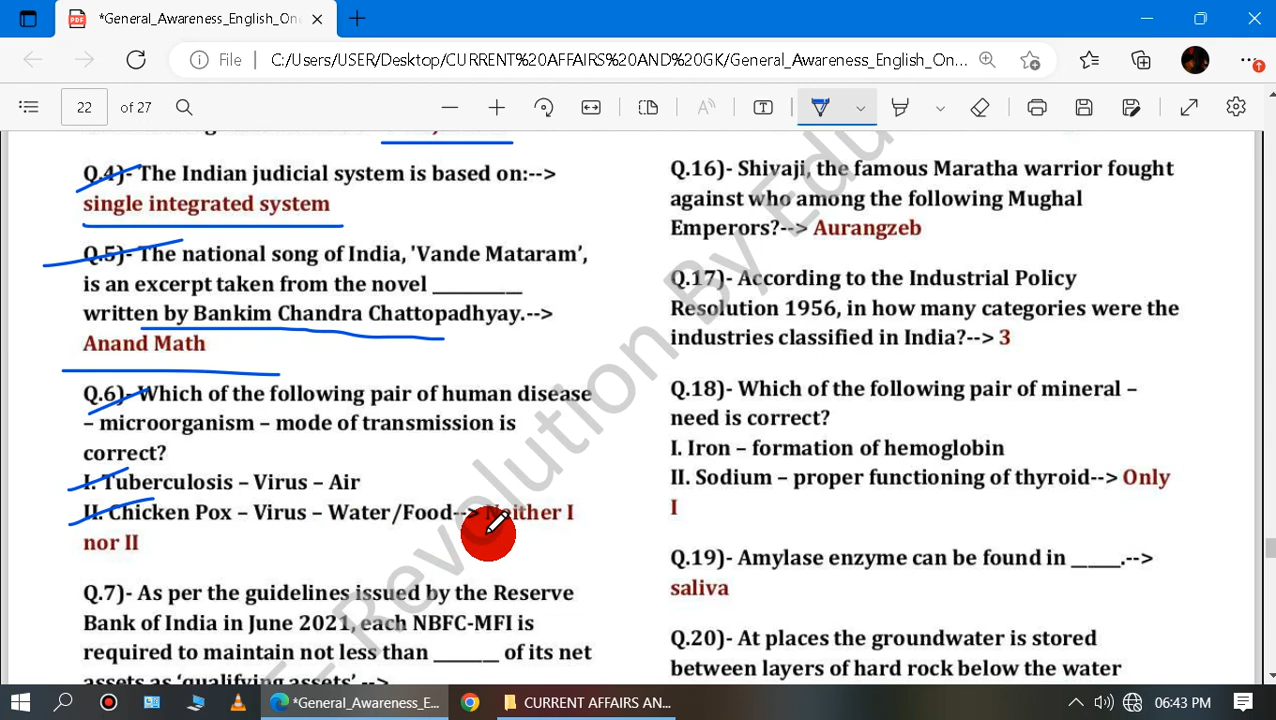 *General_Awareness_English_On
File
C:/Users/USER/Desktop/CURRENT%20AFFAIRS%20AND%20GK/General_Awareness_English_On...
22
of 27
Q.4)- The Indian judicial system is based on:-->
single integrated system
Q.5)- The national song of India, 'Vande Mataram',
is an excerpt taken from the novel __________
written by Bankim Chandra Chattopadhyay.-->
Anand Math
Q.6)- Which of the following pair of human disease
– microorganism – mode of transmission is
correct?
I. Tuberculosis – Virus – Air
II. Chicken Pox – Virus – Water/Food--> Neither I
nor II
Q.7)- As per the guidelines issued by the Reserve
Bank of India in June 2021, each NBFC-MFI is
required to maintain not less than _______ of its net
assets as 'qualifying assets'.-->
Q.16)- Shivaji, the famous Maratha warrior fought
against who among the following Mughal
Emperors?--> Aurangzeb
Q.17)- According to the Industrial Policy
Resolution 1956, in how many categories were the
industries classified in India?--> 3
Q.18)- Which of the following pair of mineral –
need is correct?
I. Iron – formation of hemoglobin
II. Sodium – proper functioning of thyroid--> Only
I
Q.19)- Amylase enzyme can be found in _____.-->
saliva
Q.20)- At places the groundwater is stored
between layers of hard rock below the water
Revolution By Edu
*General_Awareness_E...
CURRENT AFFAIRS AN...
06:43 PM